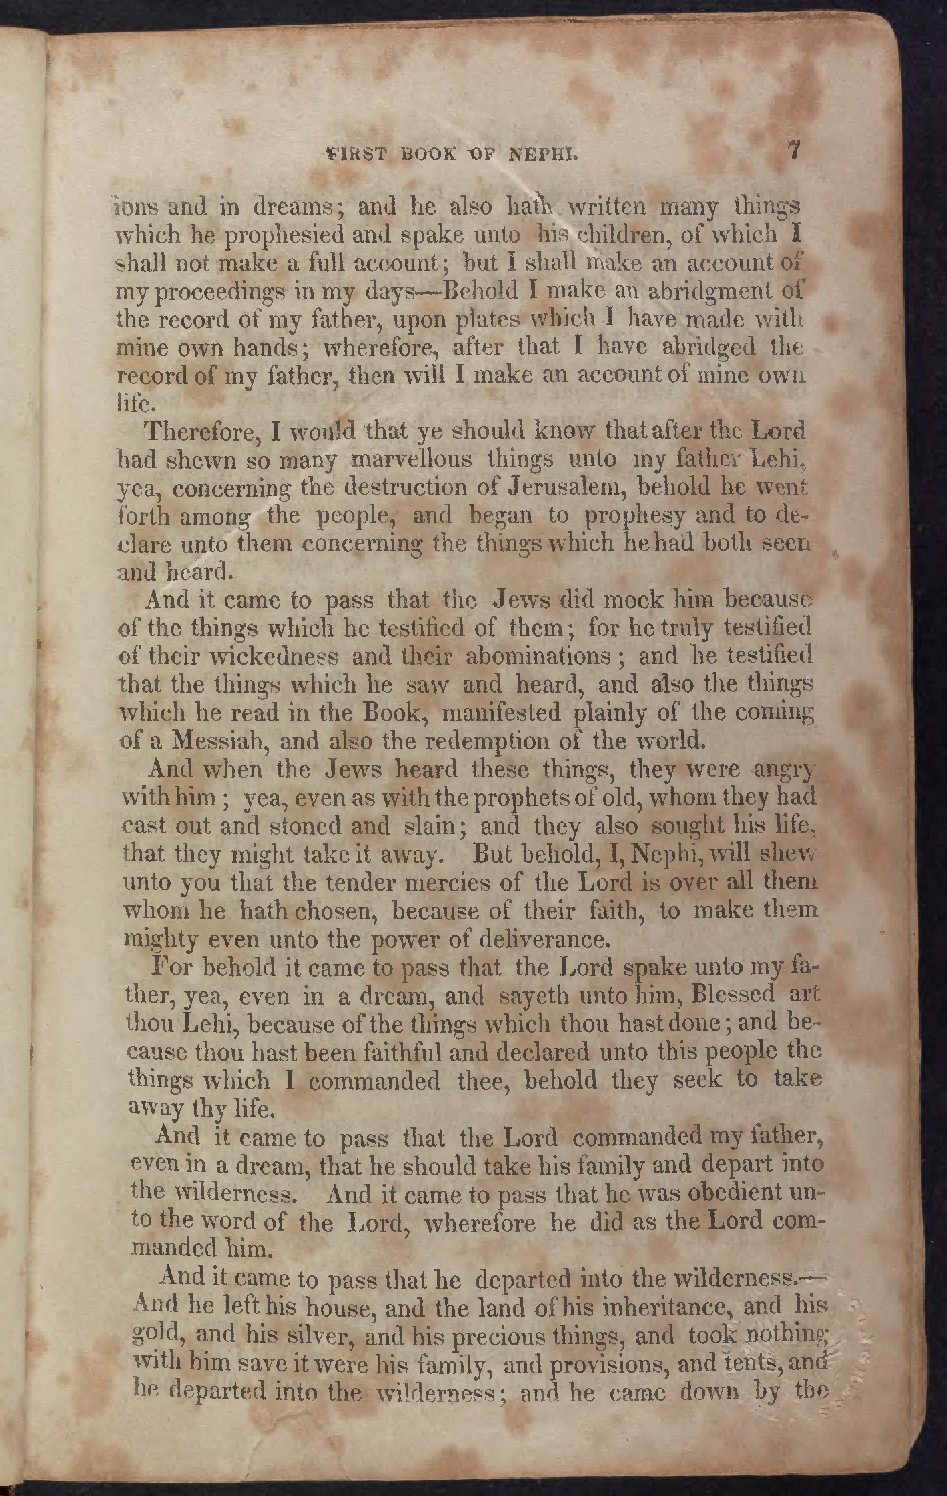 FIRST BOOK OF NEPHI. 7
ions and in dreams; and he also hath written many things
which he prophesied and spake unto his children, of which I
shall not make a full account; but I shall make an account of
my proceedings in my days—Behold I make an abridgment of
the record of my father, upon plates which I have made with
mine own hands; wherefore, after that I have abridged the
record of my father, then will I make an account of mine own
life.
Therefore, I would that ye should know that after the Lord
had shewn so many marvellous things unto my father Lehi,
yea, concerning the destruction of Jerusalem, behold he went
forth among the people, and began to prophesy and to de-
clare unto them concerning the things which he had both seen
and heard.
And it came to pass that the Jews did mock him because
of the things which he testified of them; for he truly testified
of their wickedness and their abominations; and he testified
that the things which he saw and heard, and also the things
which he read in the Book, manifested plainly of the coming
of a Messiah, and also the redemption of the world.
And when the Jews heard these things, they were angry
with him; yea, even as with the prophets of old, whom they had
cast out and stoned and slain; and they also sought his life,
that they might take it away. But behold, I, Nephi, will shew
unto you that the tender mercies of the Lord is over all them
whom he hath chosen, because of their faith, to make them
mighty even unto the power of deliverance.
For behold it came to pass that the Lord spake unto my fa-
ther, yea, even in a dream, and sayeth unto him, Blessed art
thou Lehi, because of the things which thou hast done; and be-
cause thou hast been faithful and declared unto this people the
things which I commanded thee, behold they seek to take
away thy life.
And it came to pass that the Lord commanded my father,
even in a dream, that he should take his family and depart into
the wilderness. And it came to pass that he was obedient un-
to the word of the Lord, wherefore he did as the Lord com-
manded him.
And it came to pass that he departed into the wilderness.—
And he left his house, and the land of his inheritance, and his
gold, and his silver, and his precious things, and took nothing
with him save it were his family, and provisions, and tents, and
he departed into the wilderness; and he came down by the